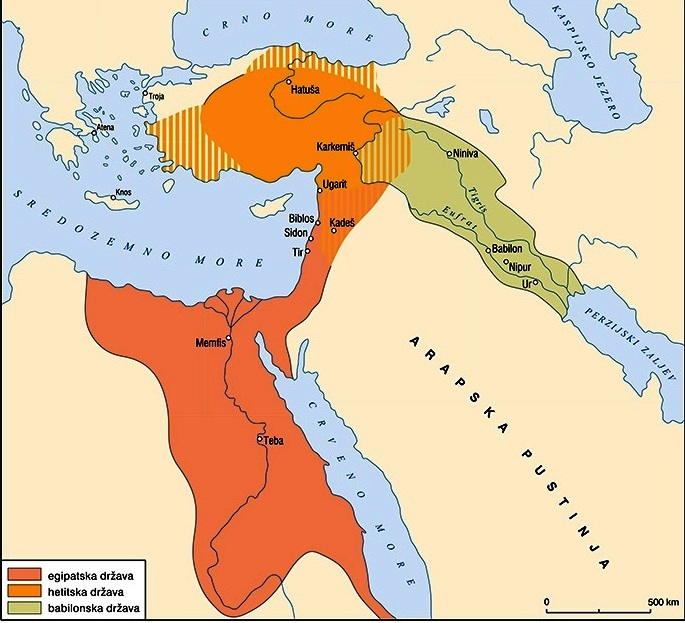 CRNO MORE
KASPIJSKO JEZERO
Troja
Hatuša
Atena
Karkemiš
Niniva
Knos
Ugarit
Tigris
SREDOZEMNO MORE
Biblos
Kadeš
Eufrat
Sidon
Tir
Babilon
Nipur
Ur
PERZIJSKI ZALJEV
Memfis
ARAPSKA PUSTINJA
CRVENO MORE
Teba
egipatska država
hetitska država
babilonska država
0 500 km